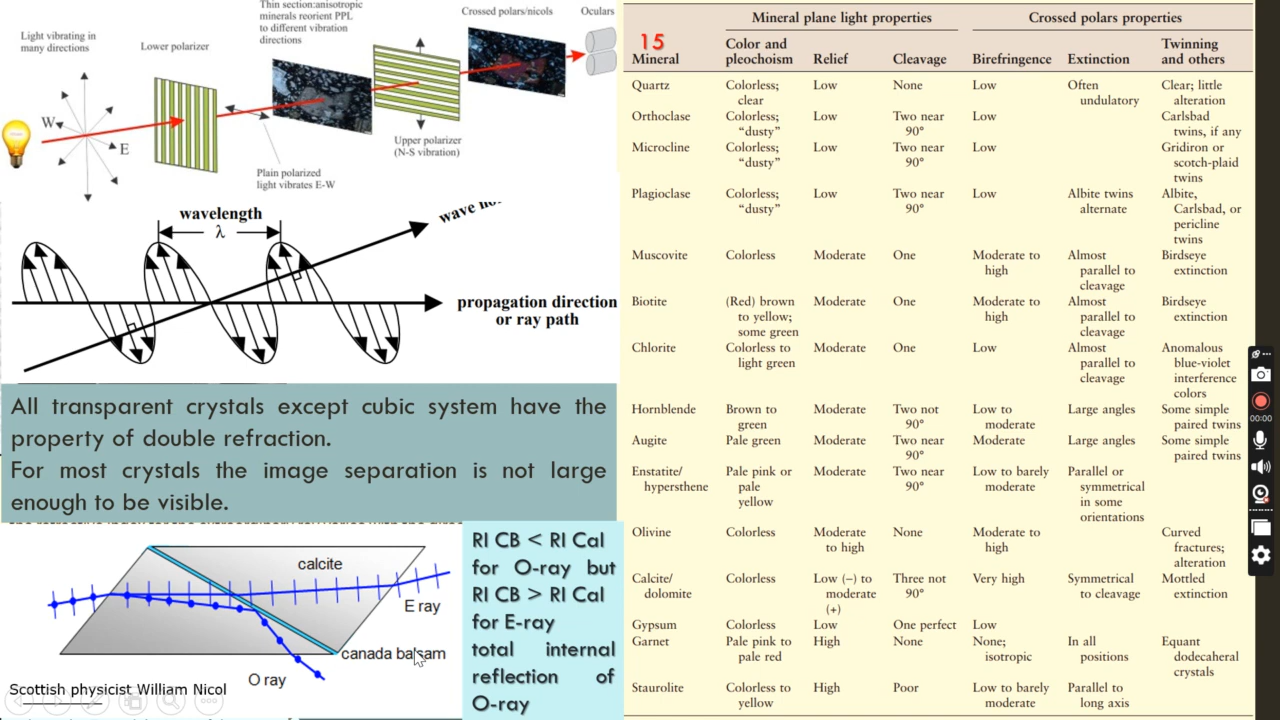 Light vibrating in
many directions
W
E
Lower polarizer
Thin section:anisotropic
minerals reorient PPL
to different vibration
directions
Crossed polars/nicols
Oculars
Plain polarized
light vibrates E-W
Upper polarizer
(N-S vibration)
wavelength
λ
wave
propagation direction
or ray path
All transparent crystals except cubic system have the
property of double refraction.
For most crystals the image separation is not large
enough to be visible.
calcite
E ray
canada balsam
O ray
Scottish physicist William Nicol
RI CB < RI Cal
for O-ray but
RI CB > RI Cal
for E-ray
total internal
reflection of
O-ray
Mineral plane light properties Crossed polars properties
15
Mineral Color and pleochoism Relief Cleavage Birefringence Extinction Twinning and others
Quartz Colorless; clear Low None Low Often undulatory Clear; little alteration
Orthoclase Colorless; “dusty” Low Two near 90° Low Carlsbad twins, if any
Microcline Colorless; “dusty” Low Two near 90° Low Gridiron or scotch-plaid twins
Plagioclase Colorless; “dusty” Low Two near 90° Low Albite twins alternate Albite, Carlsbad, or pericline twins
Muscovite Colorless Moderate One Moderate to high Almost parallel to cleavage Birdseye extinction
Biotite (Red) brown to yellow; some green Moderate One Moderate to high Almost parallel to cleavage Birdseye extinction
Chlorite Colorless to light green Moderate One Low Almost parallel to cleavage Anomalous blue-violet interference colors
Hornblende Brown to green Moderate Two not 90° Low to moderate Large angles Some simple paired twins
Augite Pale green Moderate Two near 90° Moderate Large angles Some simple paired twins
Enstatite/ hypersthene Pale pink or pale yellow Moderate Two near 90° Low to barely moderate Parallel or symmetrical in some orientations
Olivine Colorless Moderate to high None Moderate to high Curved fractures; alteration
Calcite/ dolomite Colorless Low (−) to moderate (+) Three not 90° Very high Symmetrical to cleavage Mottled extinction
Gypsum Colorless Low One perfect Low
Garnet Pale pink to pale red High None None; isotropic In all positions Equant dodecaheral crystals
Staurolite Colorless to yellow High Poor Low to barely moderate Parallel to long axis
00:00